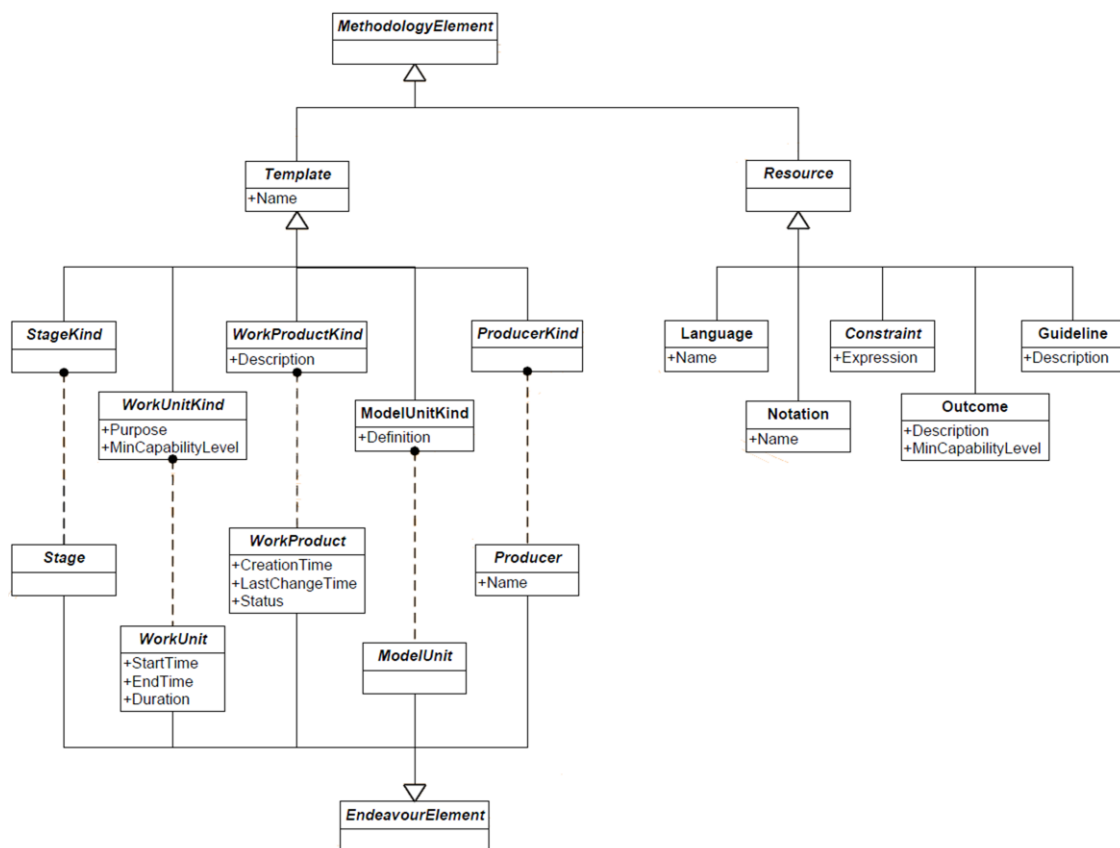 MethodologyElement
Template
+Name
Resource
StageKind
WorkProductKind
+Description
ProducerKind
Language
+Name
Constraint
+Expression
Guideline
+Description
WorkUnitKind
+Purpose
+MinCapabilityLevel
ModelUnitKind
+Definition
Notation
+Name
Outcome
+Description
+MinCapabilityLevel
Stage
WorkProduct
+CreationTime
+LastChangeTime
+Status
Producer
+Name
WorkUnit
+StartTime
+EndTime
+Duration
ModelUnit
EndeavourElement